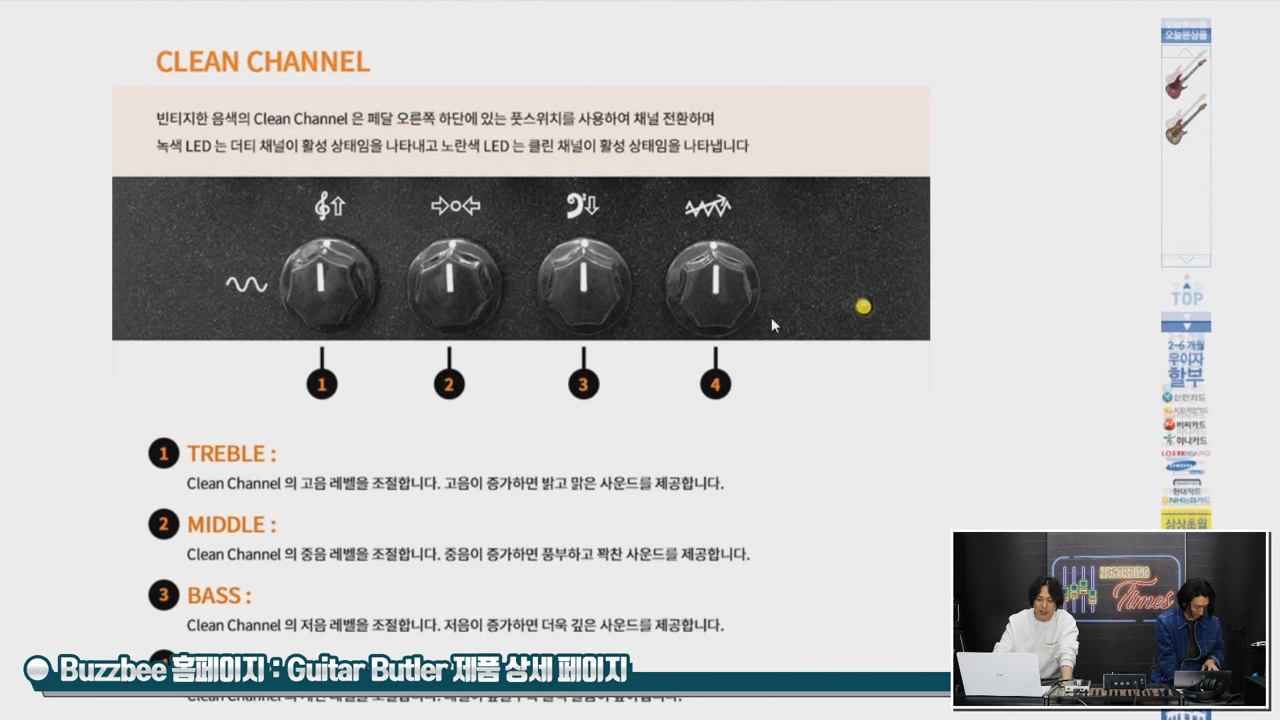 CLEAN CHANNEL
빈티지한 음색의 Clean Channel 은 페달 오른쪽 하단에 있는 풋스위치를 사용하여 채널 전환하며
녹색 LED 는 더티 채널이 활성 상태임을 나타내고 노란색 LED 는 클린 채널이 활성 상태임을 나타냅니다
1
2
3
4
1 TREBLE :
Clean Channel 의 고음 레벨을 조절합니다. 고음이 증가하면 밝고 맑은 사운드를 제공합니다.
2 MIDDLE :
Clean Channel 의 중음 레벨을 조절합니다. 중음이 증가하면 풍부하고 꽉찬 사운드를 제공합니다.
3 BASS :
Clean Channel 의 저음 레벨을 조절합니다. 저음이 증가하면 더욱 깊은 사운드를 제공합니다.
Buzzbee 홈페이지 : Guitar Butler 제품 상세 페이지
오늘본상품
TOP
2~6 개월
무이자
할부
신한카드
비씨카드
하나카드
SAMSUNG
현대카드
NH농협카드
RECORDING
Times